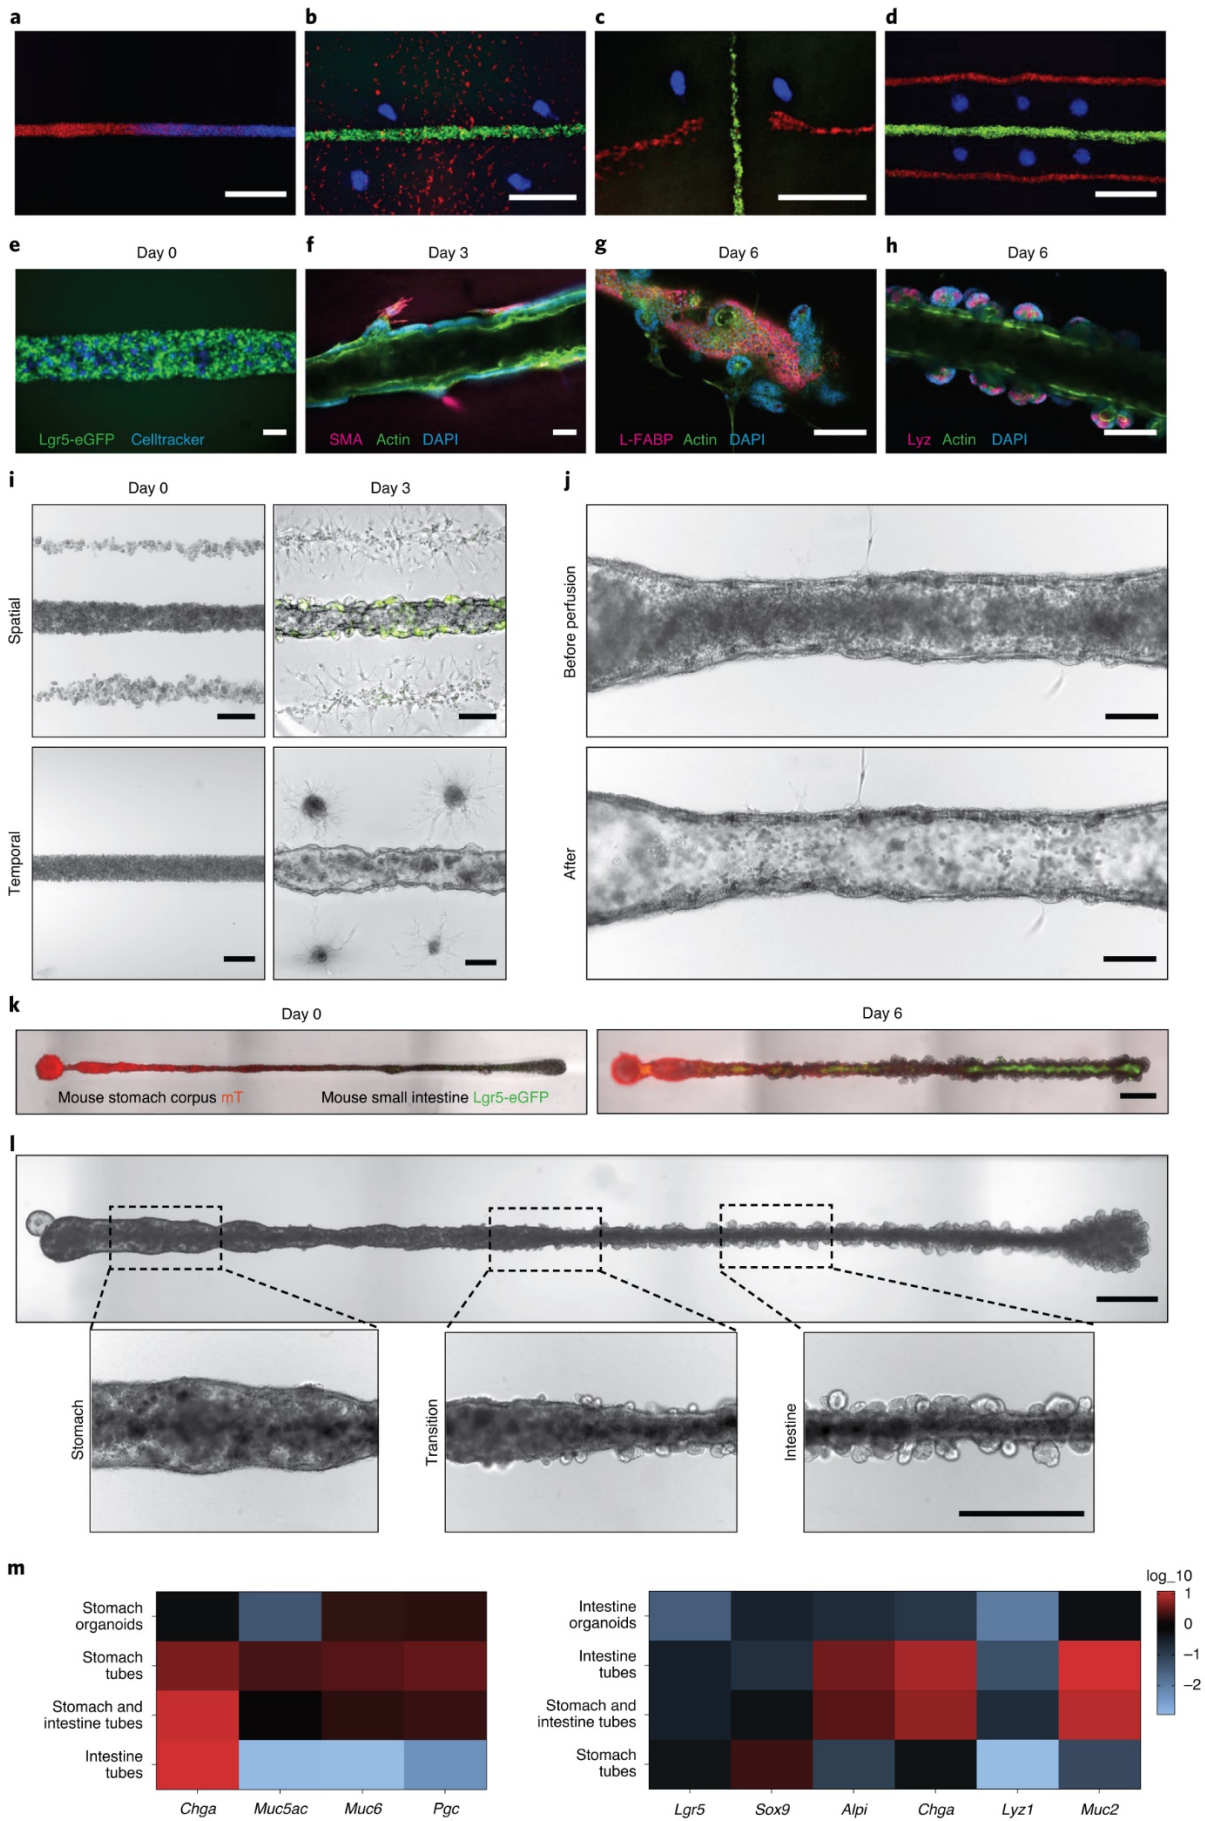 a
b
c
d
e
Day 0
f
Day 3
g
Day 6
h
Day 6
Lgr5-eGFP Celltracker
SMA Actin DAPI
L-FABP Actin DAPI
Lyz Actin DAPI
i
Day 0
Day 3
j
Spatial
Temporal
Before perfusion
After
k
Day 0
Day 6
Mouse stomach corpus mT
Mouse small intestine Lgr5-eGFP
l
Stomach
Transition
Intestine
m
Stomach
organoids
Stomach
tubes
Stomach and
intestine tubes
Intestine
tubes
Chga Muc5ac Muc6 Pgc
Intestine
organoids
Intestine
tubes
Stomach and
intestine tubes
Stomach
tubes
Lgr5 Sox9 Alpi Chga Lyz1 Muc2
log_10
1
0
−1
−2